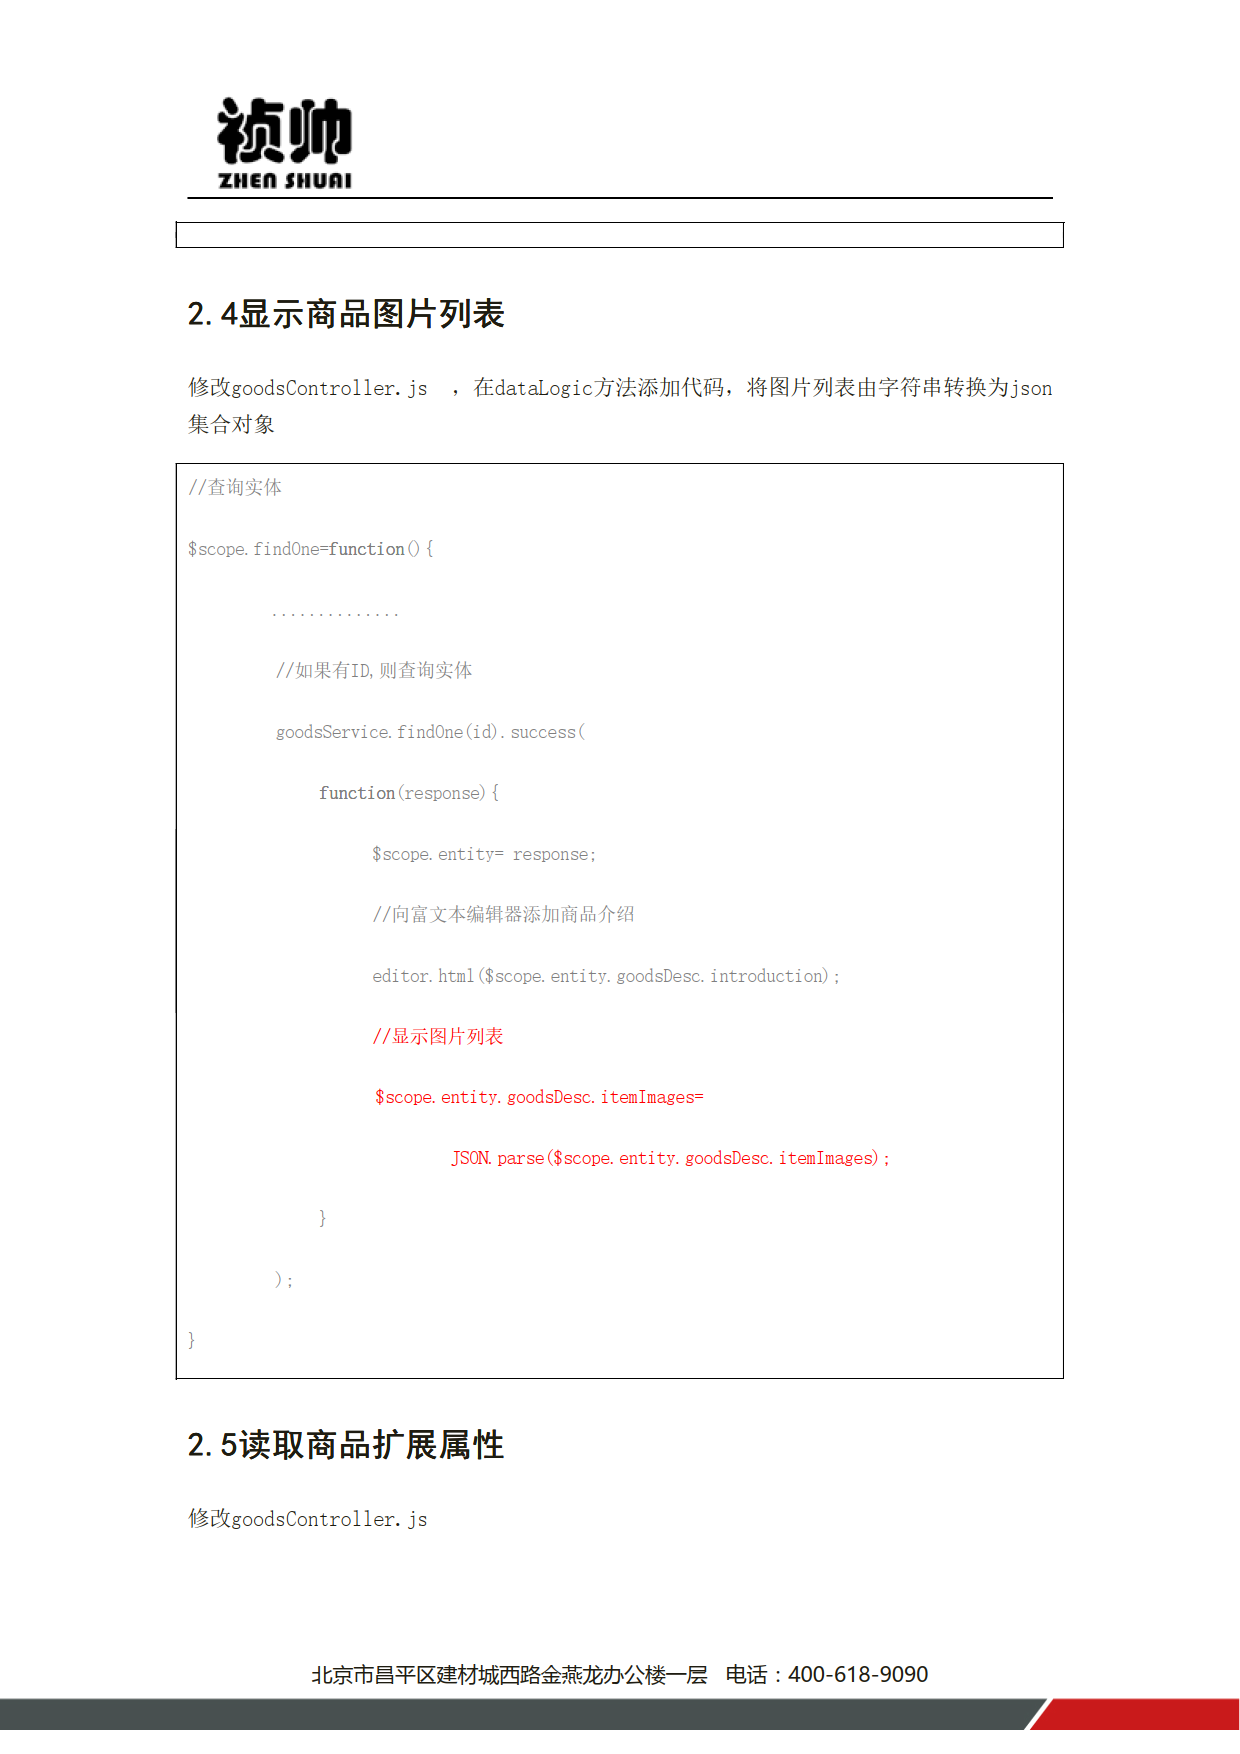 祯帅
ZHEN SHUAI
2.4显示商品图片列表
修改goodsController.js ，在dataLogic方法添加代码，将图片列表由字符串转换为json
集合对象
//查询实体
$scope.findOne=function(){
..............
//如果有ID,则查询实体
goodsService.findOne(id).success(
function(response){
$scope.entity= response;
//向富文本编辑器添加商品介绍
editor.html($scope.entity.goodsDesc.introduction);
//显示图片列表
$scope.entity.goodsDesc.itemImages=
JSON.parse($scope.entity.goodsDesc.itemImages);
}
);
}
2.5读取商品扩展属性
修改goodsController.js
北京市昌平区建材城西路金燕龙办公楼一层 电话：400-618-9090